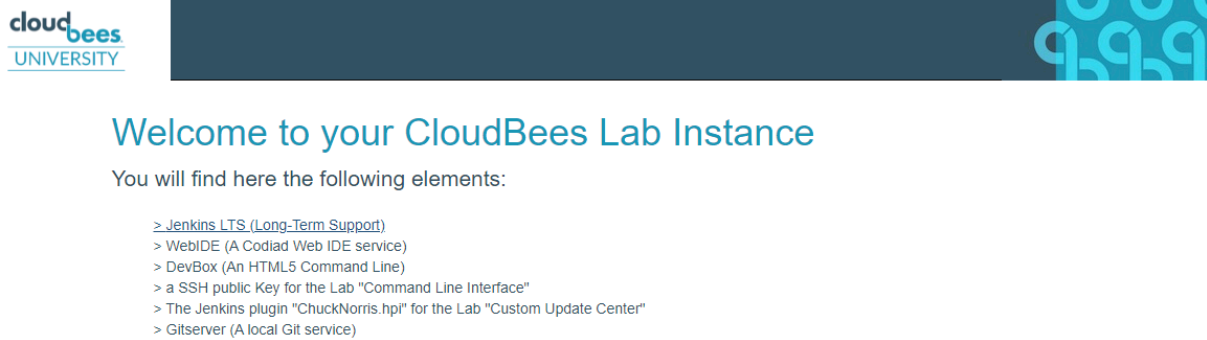 cloudbees
UNIVERSITY
Welcome to your CloudBees Lab Instance
You will find here the following elements:
> Jenkins LTS (Long-Term Support)
> WebIDE (A Codiad Web IDE service)
> DevBox (An HTML5 Command Line)
> a SSH public Key for the Lab "Command Line Interface"
> The Jenkins plugin "ChuckNorris.hpi" for the Lab "Custom Update Center"
> Gitserver (A local Git service)